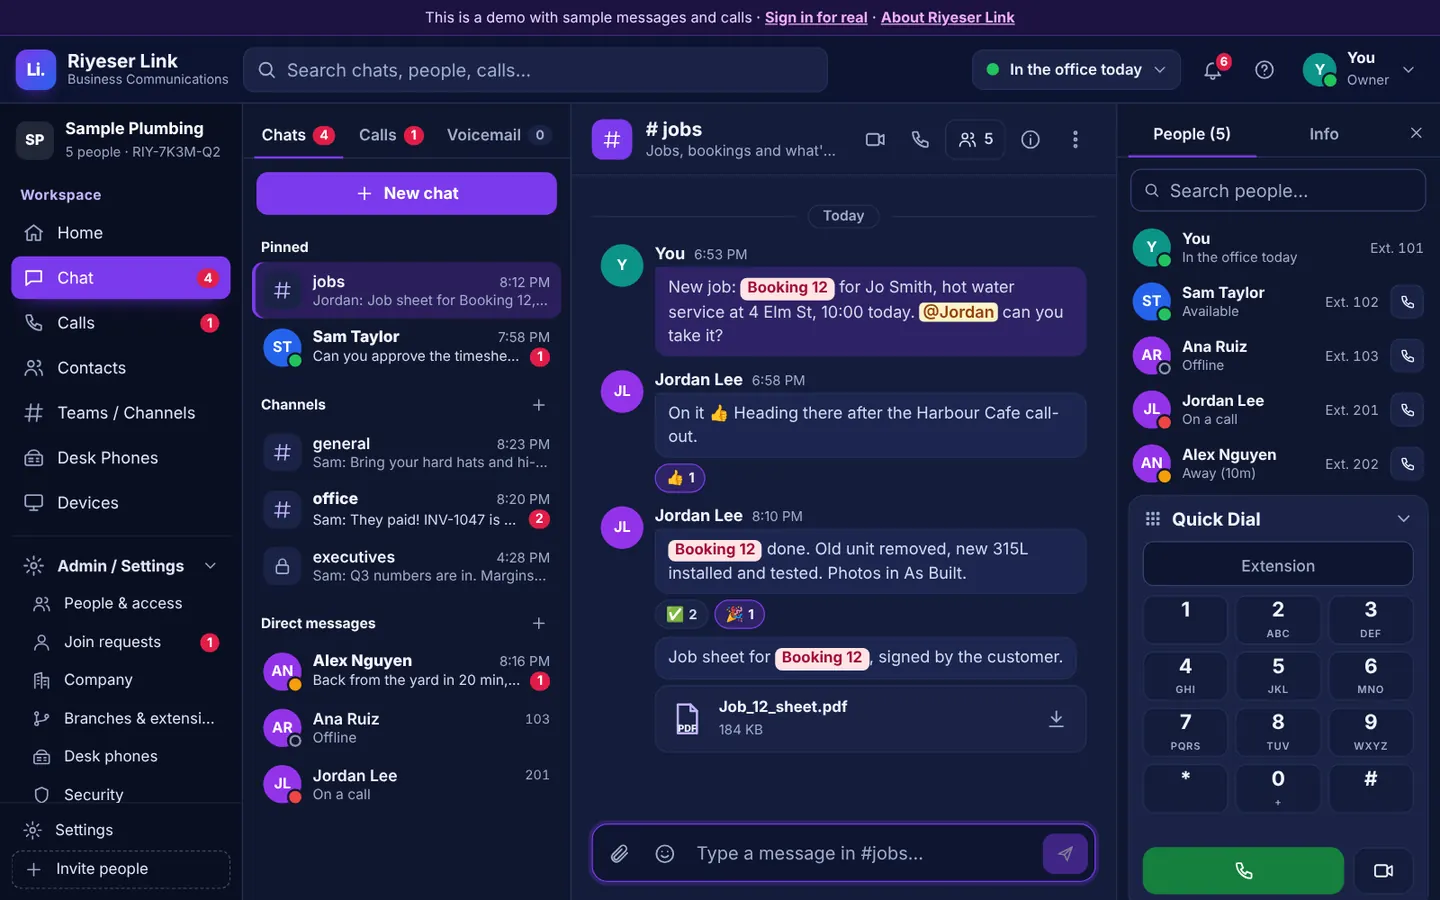 This is a demo with sample messages and calls · Sign in for real · About Riyeser Link
Li.
Riyeser Link
Business Communications
Search chats, people, calls...
In the office today
6
Y
You
Owner
SP
Sample Plumbing
5 people · RIY-7K3M-Q2
Workspace
Home
Chat 4
Calls 1
Contacts
Teams / Channels
Desk Phones
Devices
Admin / Settings
People & access
Join requests 1
Company
Branches & extensi...
Desk phones
Security
Settings
Invite people
Chats 4 Calls 1 Voicemail 0
New chat
Pinned
jobs 8:12 PM
Jordan: Job sheet for Booking 12,...
ST
Sam Taylor 7:58 PM
Can you approve the timeshe... 1
Channels
general 8:23 PM
Sam: Bring your hard hats and hi-...
office 8:20 PM
Sam: They paid! INV-1047 is ... 2
executives 4:28 PM
Sam: Q3 numbers are in. Margins...
Direct messages
AN
Alex Nguyen 8:16 PM
Back from the yard in 20 min,... 1
AR
Ana Ruiz 103
Offline
JL
Jordan Lee 201
On a call
# jobs
Jobs, bookings and what'...
5
Today
Y
You 6:53 PM
New job: Booking 12 for Jo Smith, hot water
service at 4 Elm St, 10:00 today. @Jordan can you
take it?
JL
Jordan Lee 6:58 PM
On it 👍 Heading there after the Harbour Cafe call-
out.
👍 1
JL
Jordan Lee 8:10 PM
Booking 12 done. Old unit removed, new 315L
installed and tested. Photos in As Built.
✅ 2 🎉 1
Job sheet for Booking 12, signed by the customer.
PDF
Job_12_sheet.pdf
184 KB
Type a message in #jobs...
People (5) Info
Search people...
Y
You Ext. 101
In the office today
ST
Sam Taylor Ext. 102
Available
AR
Ana Ruiz Ext. 103
Offline
JL
Jordan Lee Ext. 201
On a call
AN
Alex Nguyen Ext. 202
Away (10m)
Quick Dial
Extension
1 2 3
ABC DEF
4 5 6
GHI JKL MNO
7 8 9
PQRS TUV WXYZ
* 0 #
+